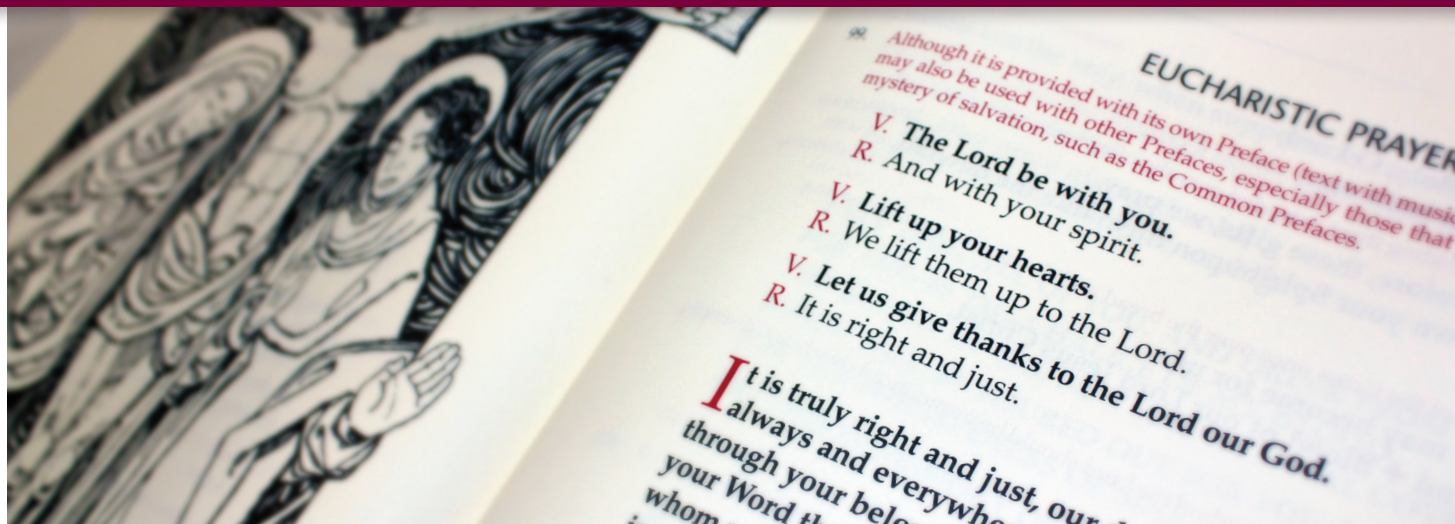 EUCHARISTIC PRAYER
99. Although it is provided with its own Preface (text with music
may also be used with other Prefaces, especially those that
mystery of salvation, such as the Common Prefaces.
V. The Lord be with you.
R. And with your spirit.
V. Lift up your hearts.
R. We lift them up to the Lord.
V. Let us give thanks to the Lord our God.
R. It is right and just.
It is truly right and just, our
always and everywhe
through your belo
your Word th
whom